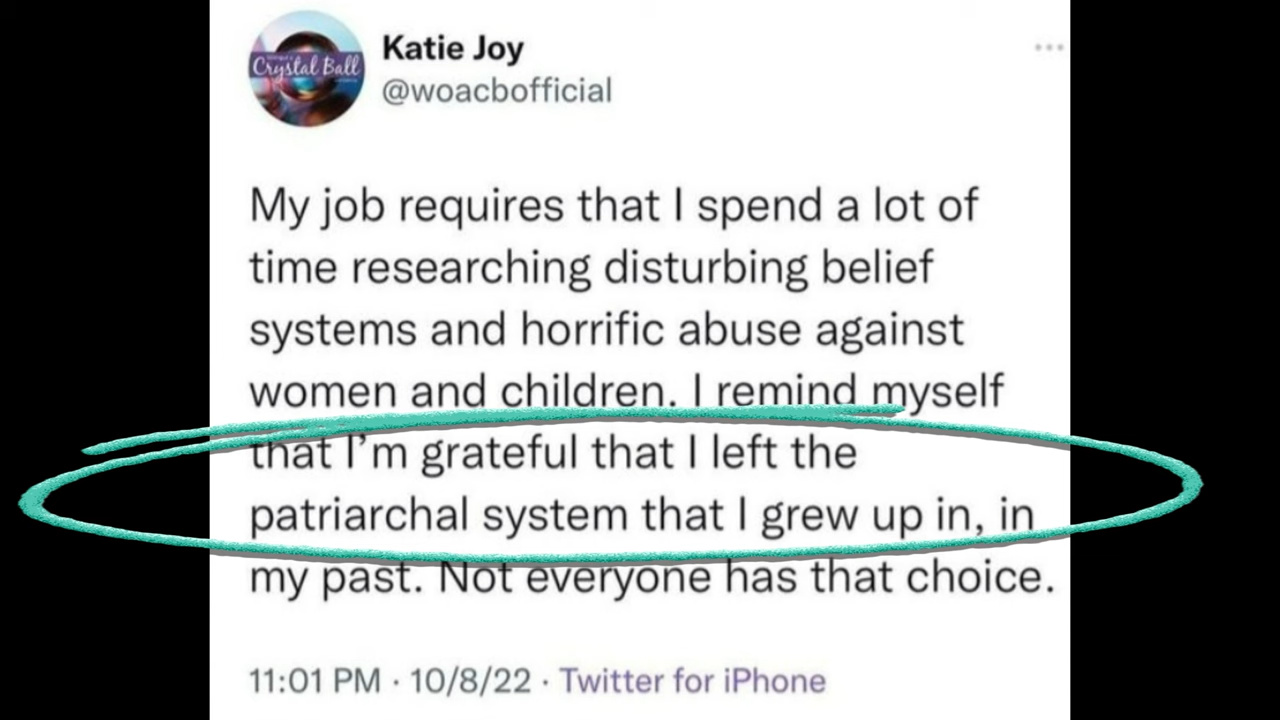 Crystal Ball
Katie Joy
@woacbofficial
My job requires that I spend a lot of
time researching disturbing belief
systems and horrific abuse against
women and children. I remind myself
that I’m grateful that I left the
patriarchal system that I grew up in, in
my past. Not everyone has that choice.
11:01 PM · 10/8/22 · Twitter for iPhone